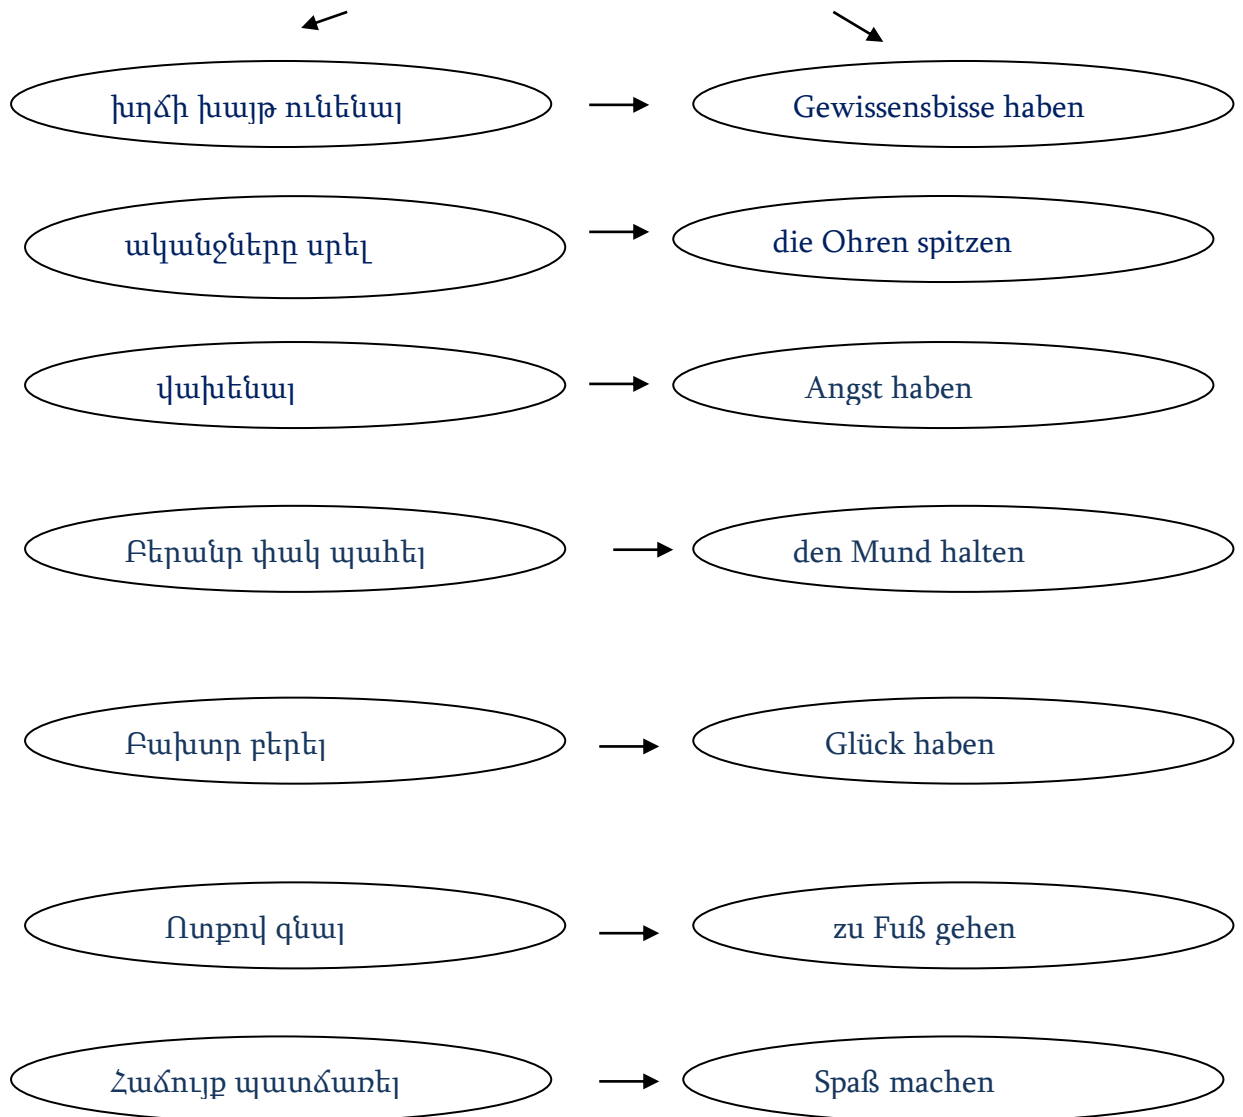 խղճի խայթ ունենալ
Gewissensbisse haben
ականջները սրել
die Ohren spitzen
վախենալ
Angst haben
Բերանը փակ պահել
den Mund halten
Բախտը բերել
Glück haben
Ոտքով գնալ
zu Fuß gehen
Հաճույք պատճառել
Spaß machen